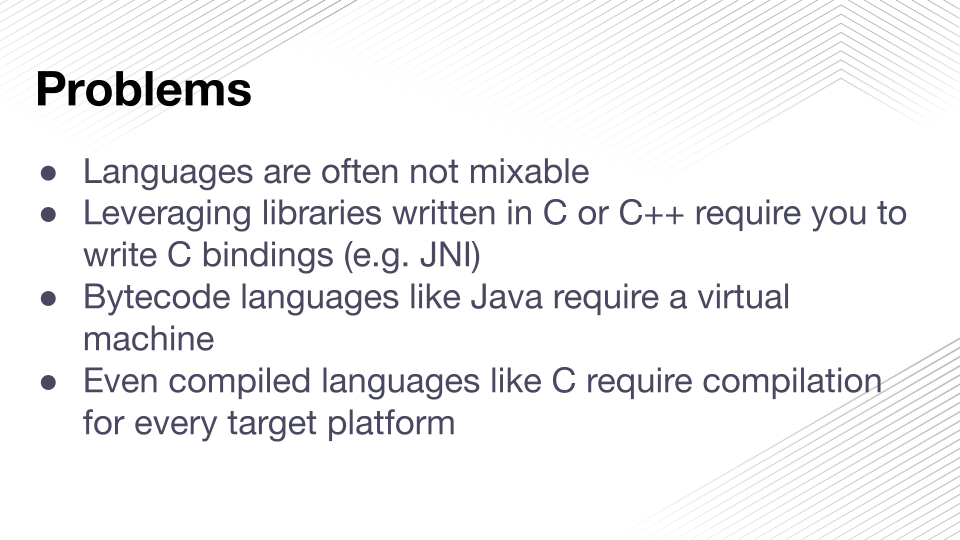 Problems
● Languages are often not mixable
● Leveraging libraries written in C or C++ require you to
write C bindings (e.g. JNI)
● Bytecode languages like Java require a virtual
machine
● Even compiled languages like C require compilation
for every target platform